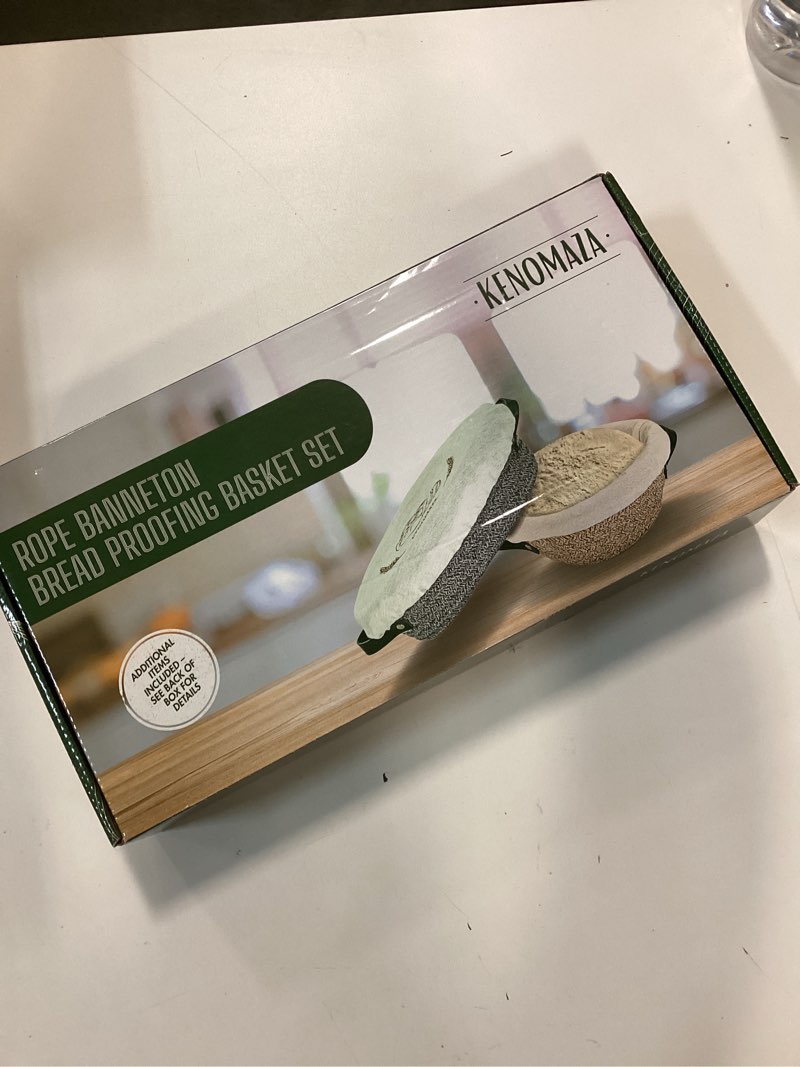 ·KENOMAZA·
ROPE BANNETON
BREAD PROOFING BASKET SET
ADDITIONAL
ITEMS
INCLUDED –
SEE BACK OF
BOX FOR
DETAILS